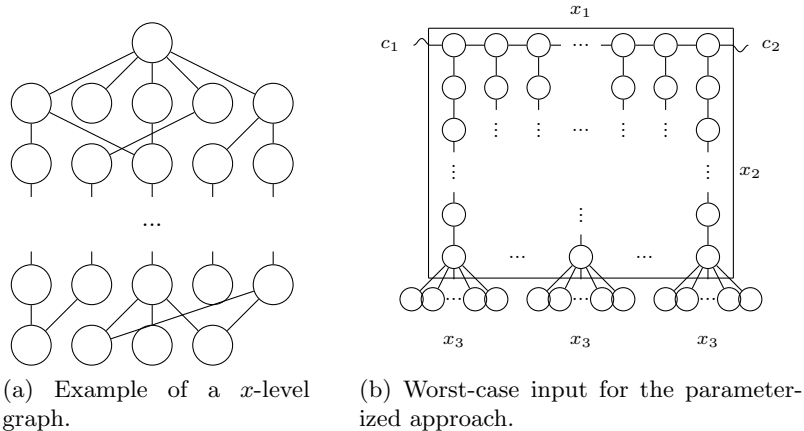 x₁
c₁ ... c₂
... ⋮ ⋮ ... ⋮ ⋮
⋮ ⋮ x₂
... ⋮
... ...
... ... ...
x₃ x₃ x₃
(a) Example of a x-level
graph.
(b) Worst-case input for the parameter-
ized approach.